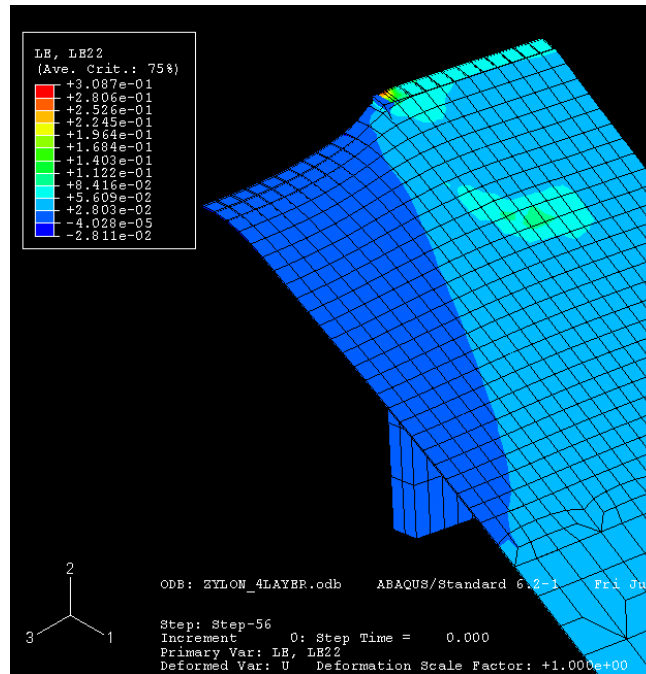 LE, LE22
(Ave. Crit.: 75%)
+3.087e-01
+2.806e-01
+2.526e-01
+2.245e-01
+1.964e-01
+1.684e-01
+1.403e-01
+1.122e-01
+8.416e-02
+5.609e-02
+2.803e-02
-4.028e-05
-2.811e-02
2
3
1
ODB: ZYLON_4LAYER.odb ABAQUS/Standard 6.2-1 Fri Ju
Step: Step-56
Increment 0: Step Time = 0.000
Primary Var: LE, LE22
Deformed Var: U Deformation Scale Factor: +1.000e+00